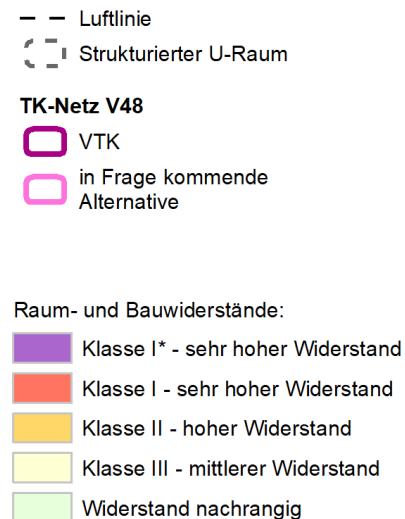 Luftlinie
Strukturierter U-Raum
TK-Netz V48
VTK
in Frage kommende
Alternative
Raum- und Bauwiderstände:
Klasse I* - sehr hoher Widerstand
Klasse I - sehr hoher Widerstand
Klasse II - hoher Widerstand
Klasse III - mittlerer Widerstand
Widerstand nachrangig